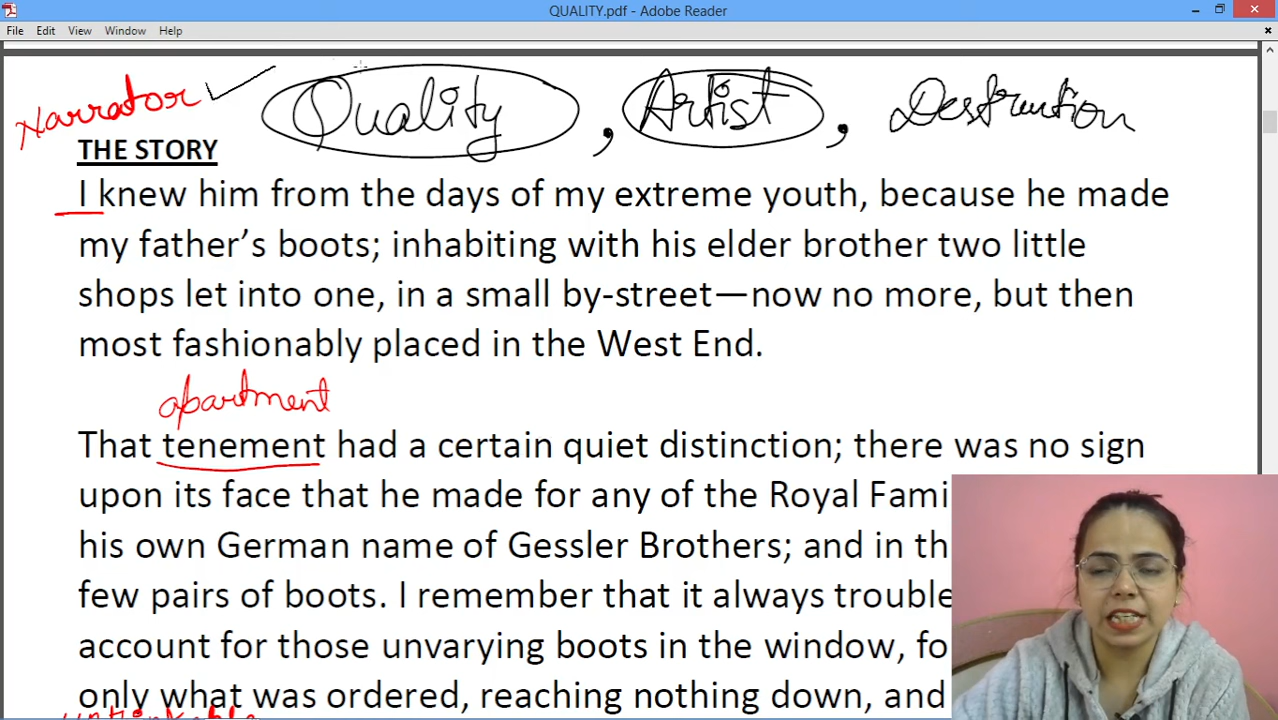 QUALITY.pdf - Adobe Reader
File Edit View Window Help
Narrator Quality, Artist, Destruction
THE STORY
I knew him from the days of my extreme youth, because he made
my father’s boots; inhabiting with his elder brother two little
shops let into one, in a small by-street—now no more, but then
most fashionably placed in the West End.
apartment
That tenement had a certain quiet distinction; there was no sign
upon its face that he made for any of the Royal Fami
his own German name of Gessler Brothers; and in th
few pairs of boots. I remember that it always trouble
account for those unvarying boots in the window, fo
only what was ordered, reaching nothing down, and